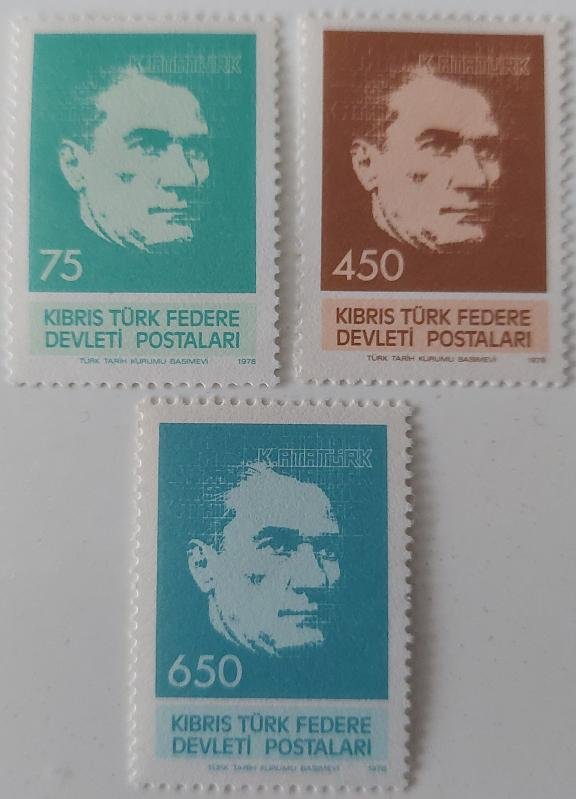 K.ATATÜRK
75
KIBRIS TÜRK FEDERE
DEVLETİ POSTALARI
TÜRK TARİH KURUMU BASIMEVİ 1978
K.ATATÜRK
450
KIBRIS TÜRK FEDERE
DEVLETİ POSTALARI
TÜRK TARİH KURUMU BASIMEVİ 1978
K.ATATÜRK
650
KIBRIS TÜRK FEDERE
DEVLETİ POSTALARI
TÜRK TARİH KURUMU BASIMEVİ 1978